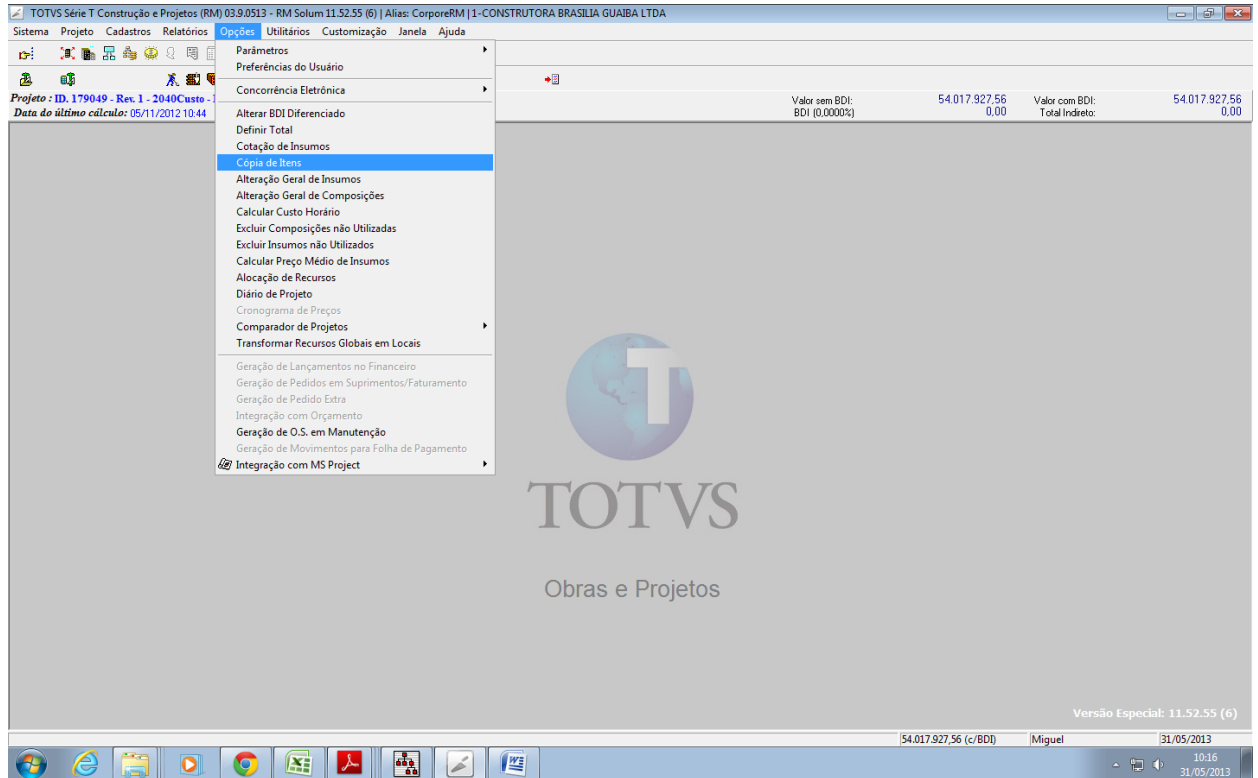 TOTVS Série T Construção e Projetos (RM) 03.9.0513 - RM Solum 11.52.55 (6) | Alias: CorporeRM | 1-CONSTRUTORA BRASILIA GUAIBA LTDA
Sistema Projeto Cadastros Relatórios Opções Utilitários Customização Janela Ajuda
Projeto : ID. 179049 - Rev. 1 - 2040Custo -
Data do último cálculo: 05/11/2012 10:44
Valor sem BDI: 54.017.927,56 Valor com BDI: 54.017.927,56
BDI (0,0000%) 0,00 Total Indireto: 0,00
Parâmetros
Preferências do Usuário
Concorrência Eletrônica
Alterar BDI Diferenciado
Definir Total
Cotação de Insumos
Cópia de Itens
Alteração Geral de Insumos
Alteração Geral de Composições
Calcular Custo Horário
Excluir Composições não Utilizadas
Excluir Insumos não Utilizados
Calcular Preço Médio de Insumos
Alocação de Recursos
Diário de Projeto
Cronograma de Preços
Comparador de Projetos
Transformar Recursos Globais em Locais
Geração de Lançamentos no Financeiro
Geração de Pedidos em Suprimentos/Faturamento
Geração de Pedido Extra
Integração com Orçamento
Geração de O.S. em Manutenção
Geração de Movimentos para Folha de Pagamento
Integração com MS Project
TOTVS
Obras e Projetos
Versão Especial: 11.52.55 (6)
54.017.927,56 (c/BDI) Miguel 31/05/2013
10:16
31/05/2013